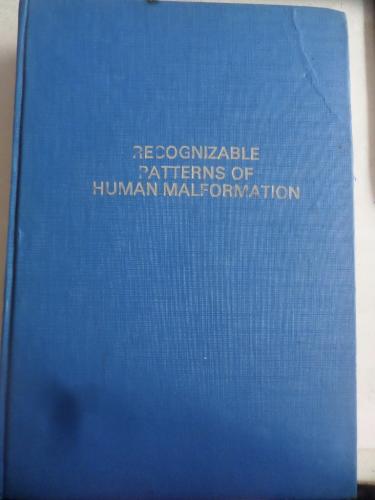 RECOGNIZABLE
PATTERNS OF
HUMAN MALFORMATION